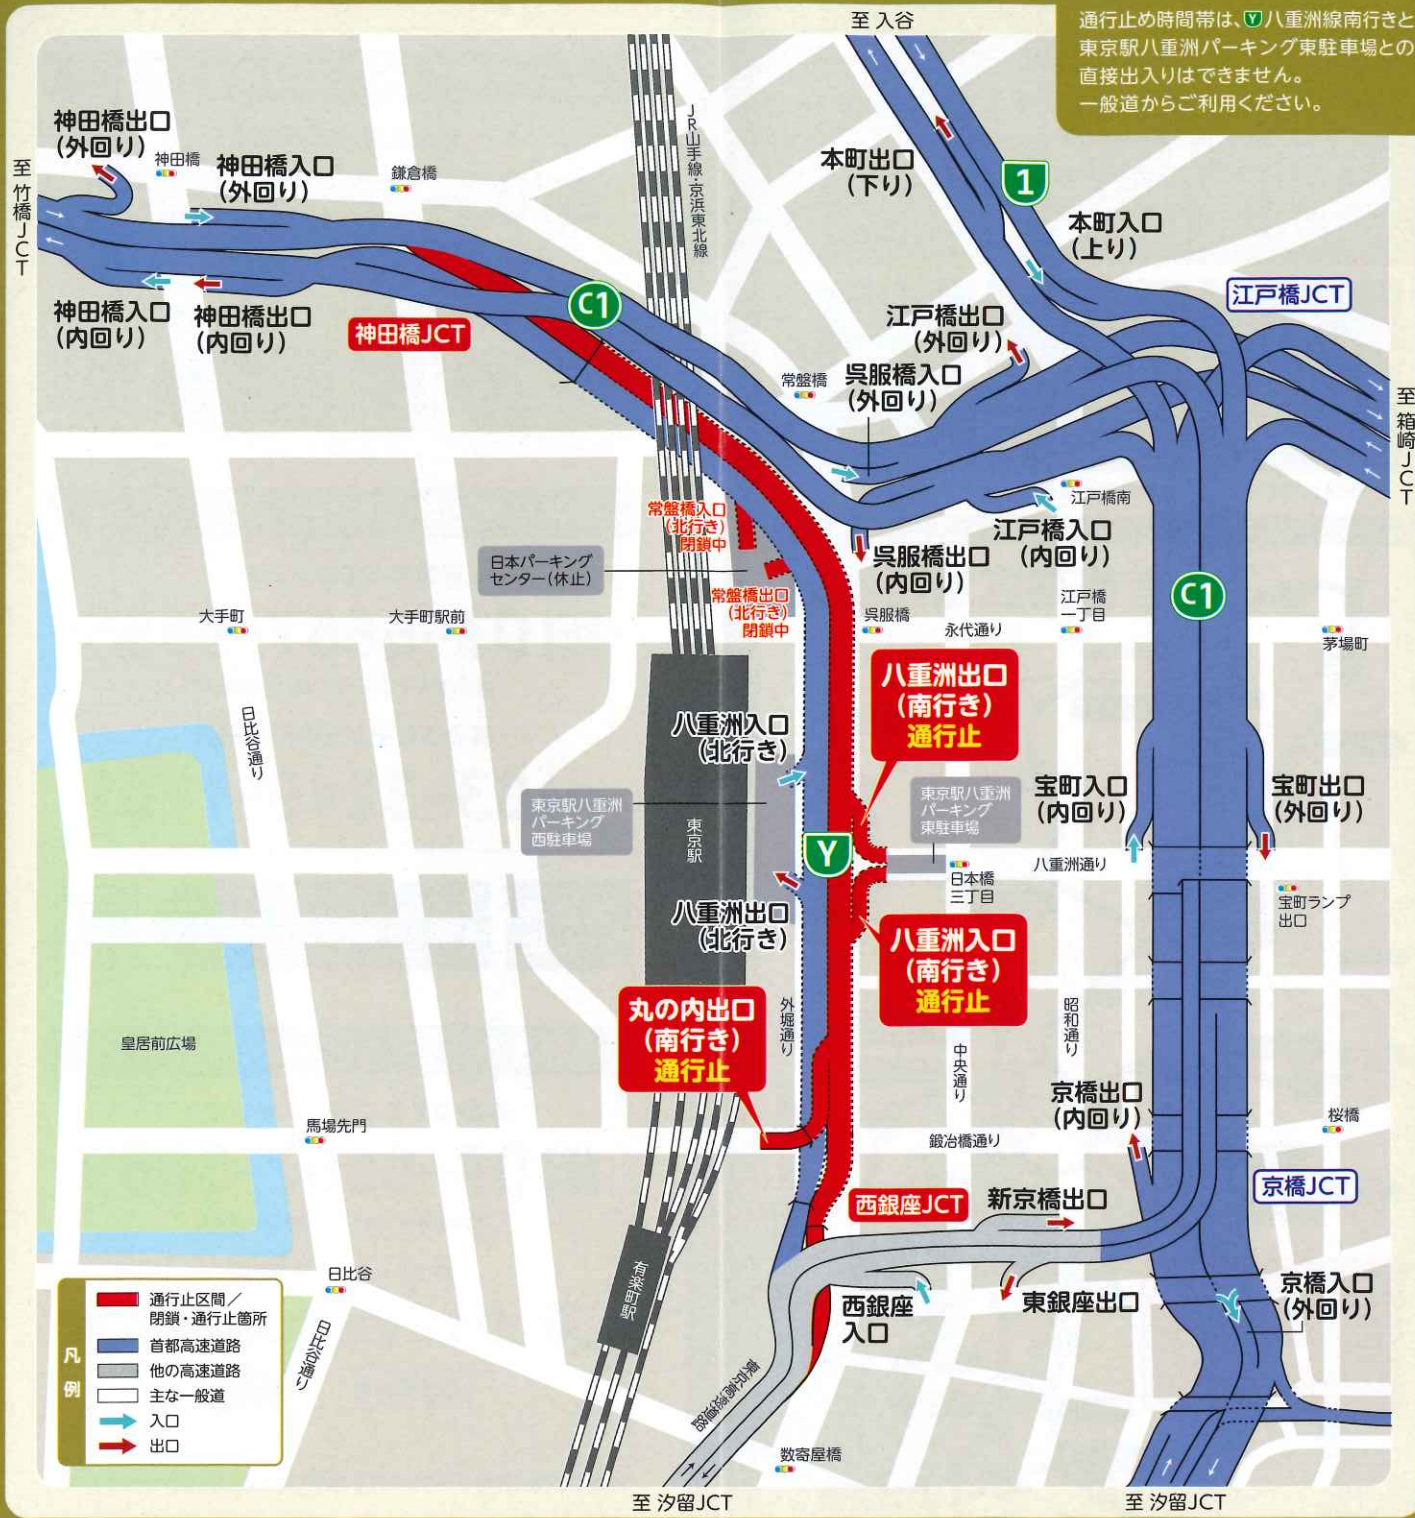 至 入谷
通行止め時間帯は、Y八重洲線南行きと
東京駅八重洲パーキング東駐車場との
直接出入りはできません。
一般道からご利用ください。
神田橋出口
(外回り)
神田橋
神田橋入口
(外回り)
鎌倉橋
JR山手線・京浜東北線
本町出口
(下り)
1
本町入口
(上り)
至 竹橋JCT
神田橋入口
(内回り)
神田橋出口
(内回り)
神田橋JCT
C1
江戸橋JCT
江戸橋出口
(外回り)
常盤橋
呉服橋入口
(外回り)
至 箱崎JCT
常盤橋入口
(北行き)
閉鎖中
江戸橋南
江戸橋入口
(内回り)
日本パーキング
センター(休止)
呉服橋出口
(内回り)
常盤橋出口
(北行き)
閉鎖中
C1
大手町
大手町駅前
呉服橋
永代通り
江戸橋
一丁目
茅場町
八重洲出口
(南行き)
通行止
日比谷通り
八重洲入口
(北行き)
東京駅八重洲
パーキング
西駐車場
東京駅
Y
東京駅八重洲
パーキング
東駐車場
宝町入口
(内回り)
宝町出口
(外回り)
八重洲通り
日本橋
三丁目
宝町ランプ
出口
八重洲出口
(北行き)
八重洲入口
(南行き)
通行止
丸の内出口
(南行き)
通行止
外堀通り
昭和通り
中央通り
皇居前広場
京橋出口
(内回り)
馬場先門
鍛冶橋通り
桜橋
西銀座JCT
新京橋出口
京橋JCT
有楽町駅
日比谷
日比谷通り
西銀座
入口
東銀座出口
京橋入口
(外回り)
東京高速道路
数寄屋橋
凡例
通行止区間/
閉鎖・通行止箇所
首都高速道路
他の高速道路
主な一般道
入口
出口
至 汐留JCT
至 汐留JCT